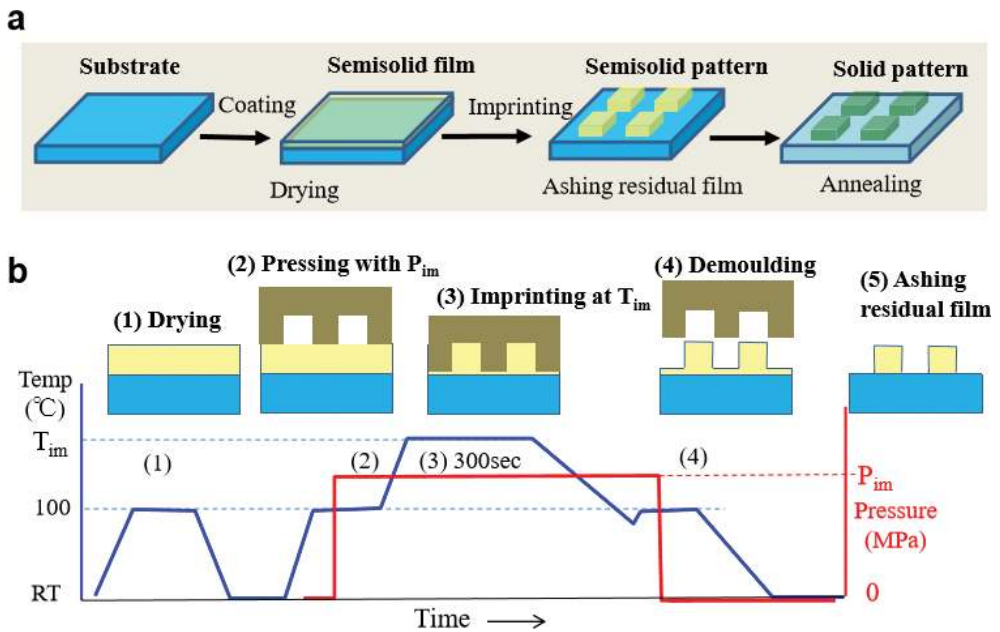 a
Substrate
Coating
Semisolid film
Drying
Imprinting
Semisolid pattern
Ashing residual film
Solid pattern
Annealing
b
(1) Drying
(2) Pressing with Pim
(3) Imprinting at Tim
(4) Demoulding
(5) Ashing
residual film
Temp
(℃)
Tim
100
RT
(1)
(2)
(3) 300sec
(4)
Pim
Pressure
(MPa)
0
Time